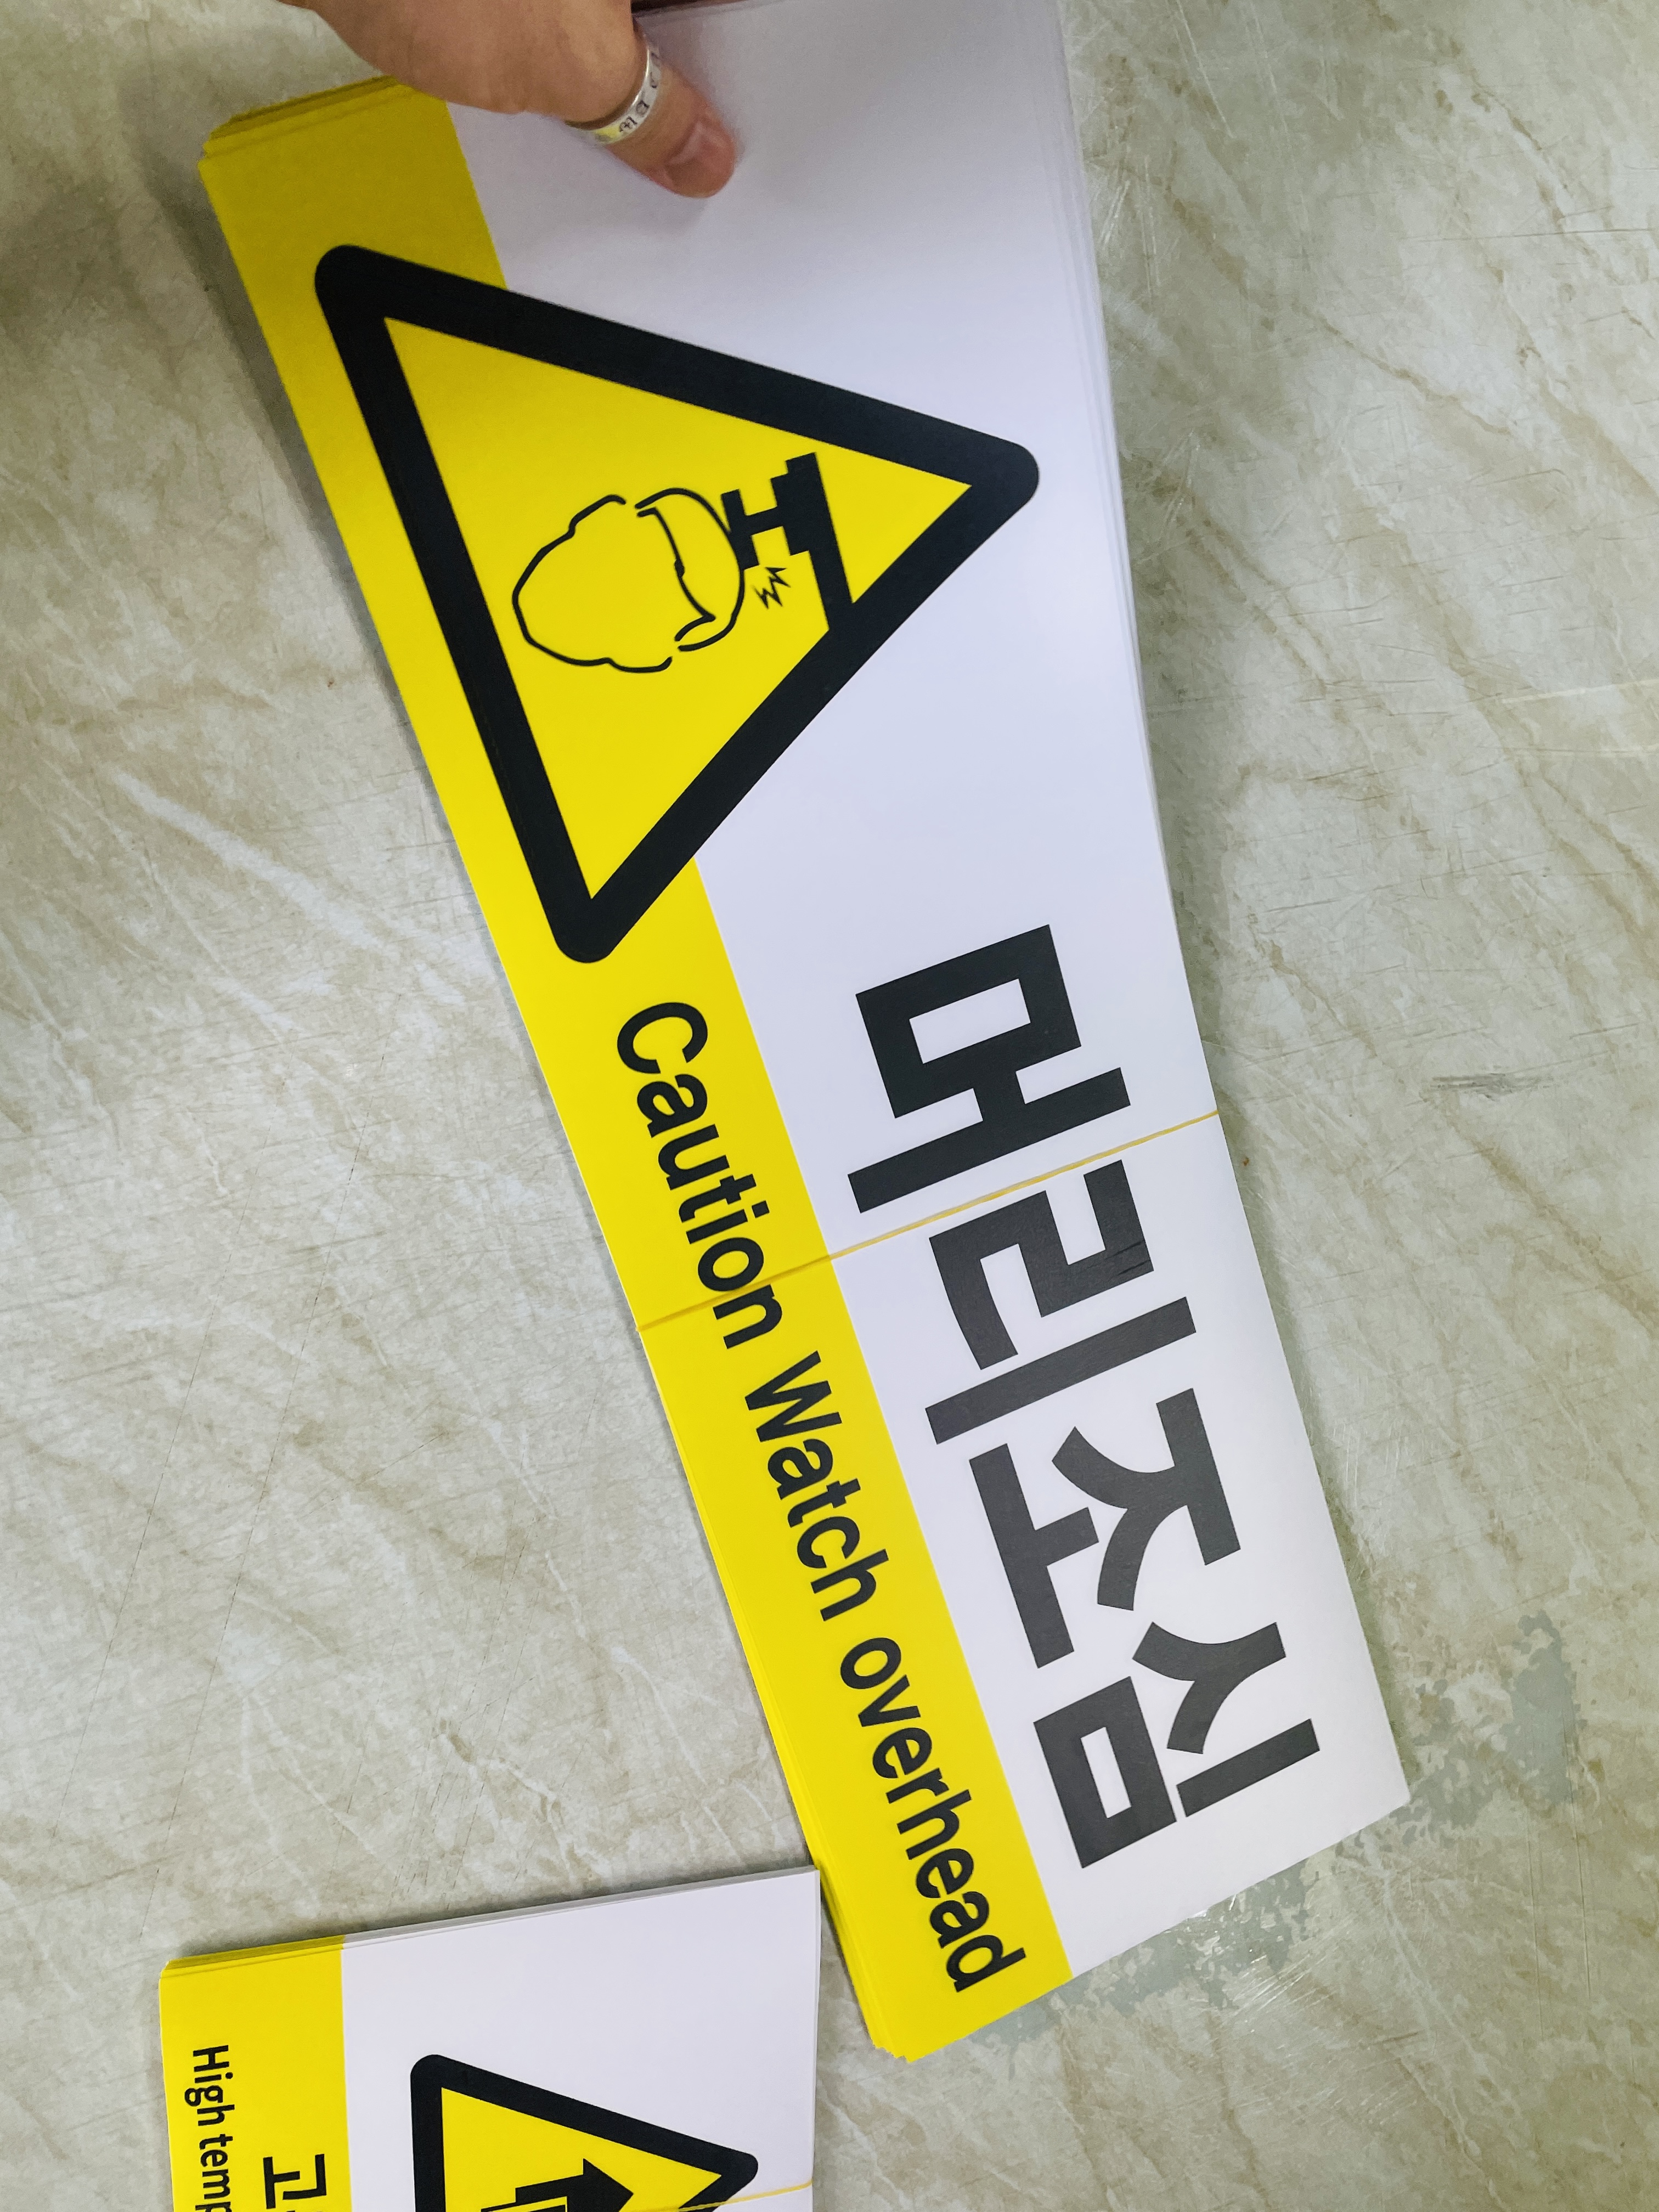 머리조심
Caution Watch overhead
고
High temp